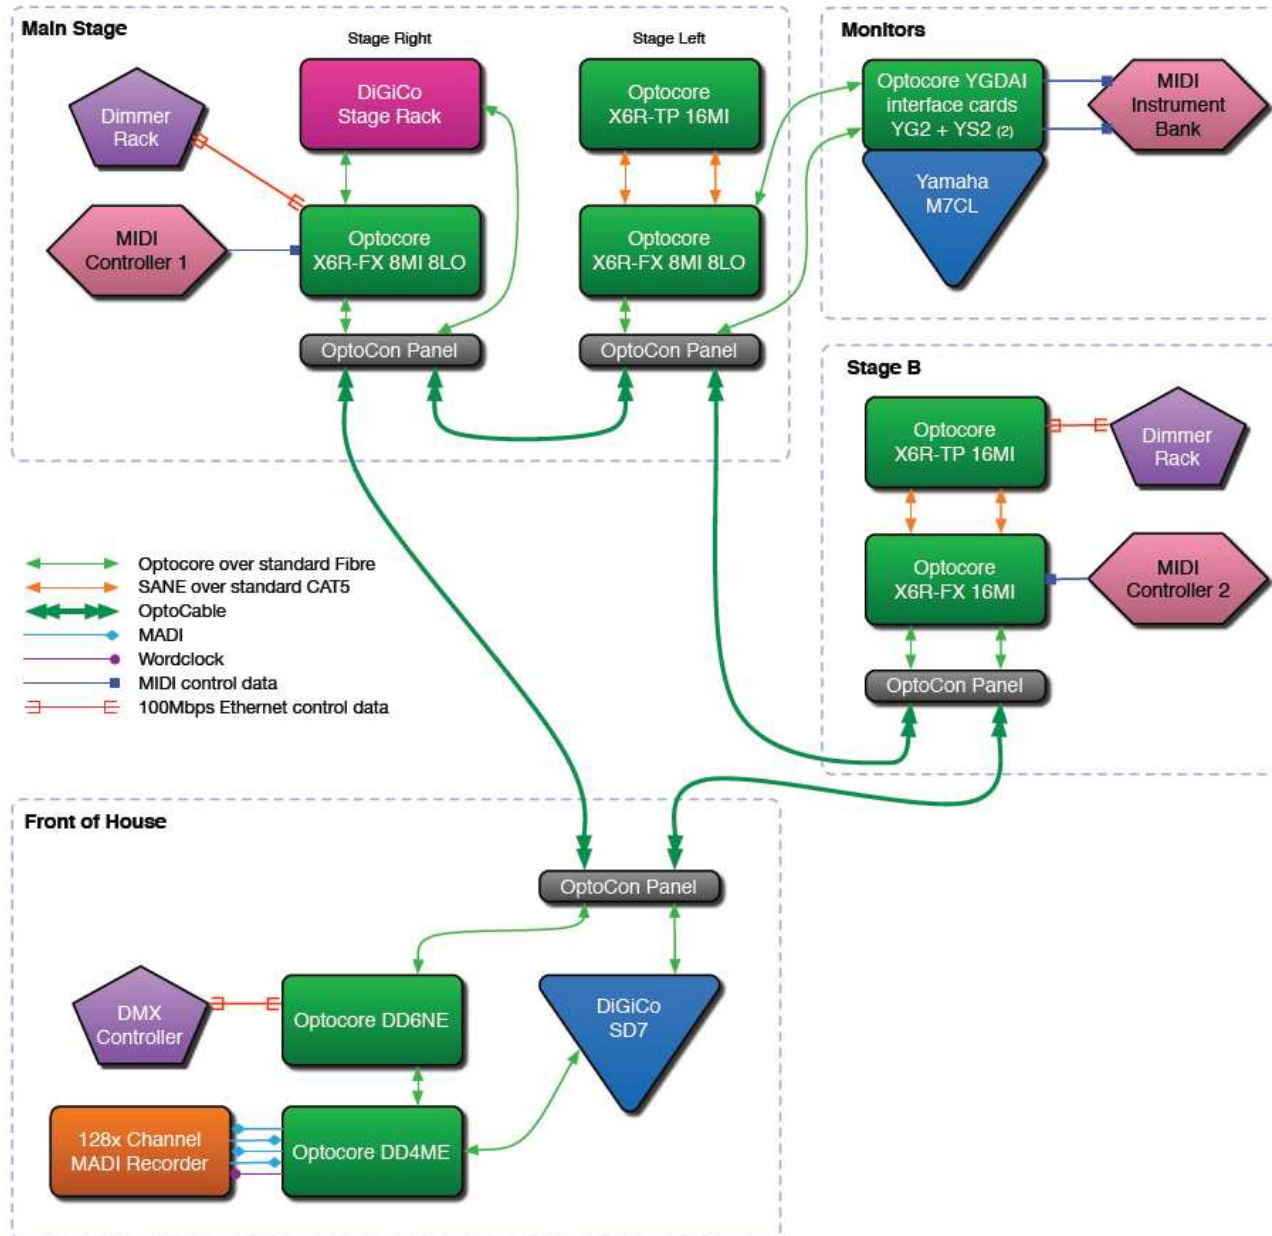 Main Stage
Stage Right
Stage Left
Dimmer
Rack
DiGiCo
Stage Rack
Optocore
X6R-TP 16MI
MIDI
Controller 1
Optocore
X6R-FX 8MI 8LO
Optocore
X6R-FX 8MI 8LO
OptoCon Panel
OptoCon Panel
Monitors
Optocore YGDAI
interface cards
YG2 + YS2 (2)
MIDI
Instrument
Bank
Yamaha
M7CL
Stage B
Optocore
X6R-TP 16MI
Dimmer
Rack
Optocore
X6R-FX 16MI
MIDI
Controller 2
OptoCon Panel
Optocore over standard Fibre
SANE over standard CAT5
OptoCable
MADI
Wordclock
MIDI control data
100Mbps Ethernet control data
Front of House
OptoCon Panel
DMX
Controller
Optocore DD6NE
DiGiCo
SD7
128x Channel
MADI Recorder
Optocore DD4ME